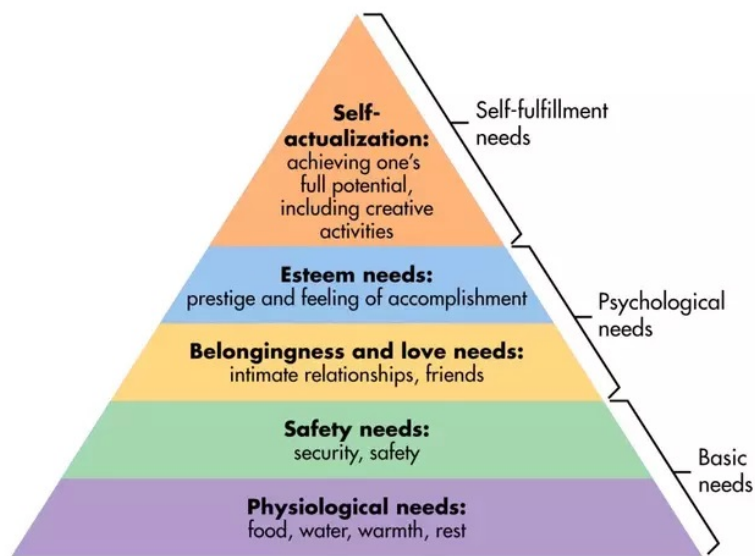 Self-
actualization:
achieving one's
full potential,
including creative
activities
Self-fulfillment
needs
Esteem needs:
prestige and feeling of accomplishment
Psychological
needs
Belongingness and love needs:
intimate relationships, friends
Safety needs:
security, safety
Basic
needs
Physiological needs:
food, water, warmth, rest